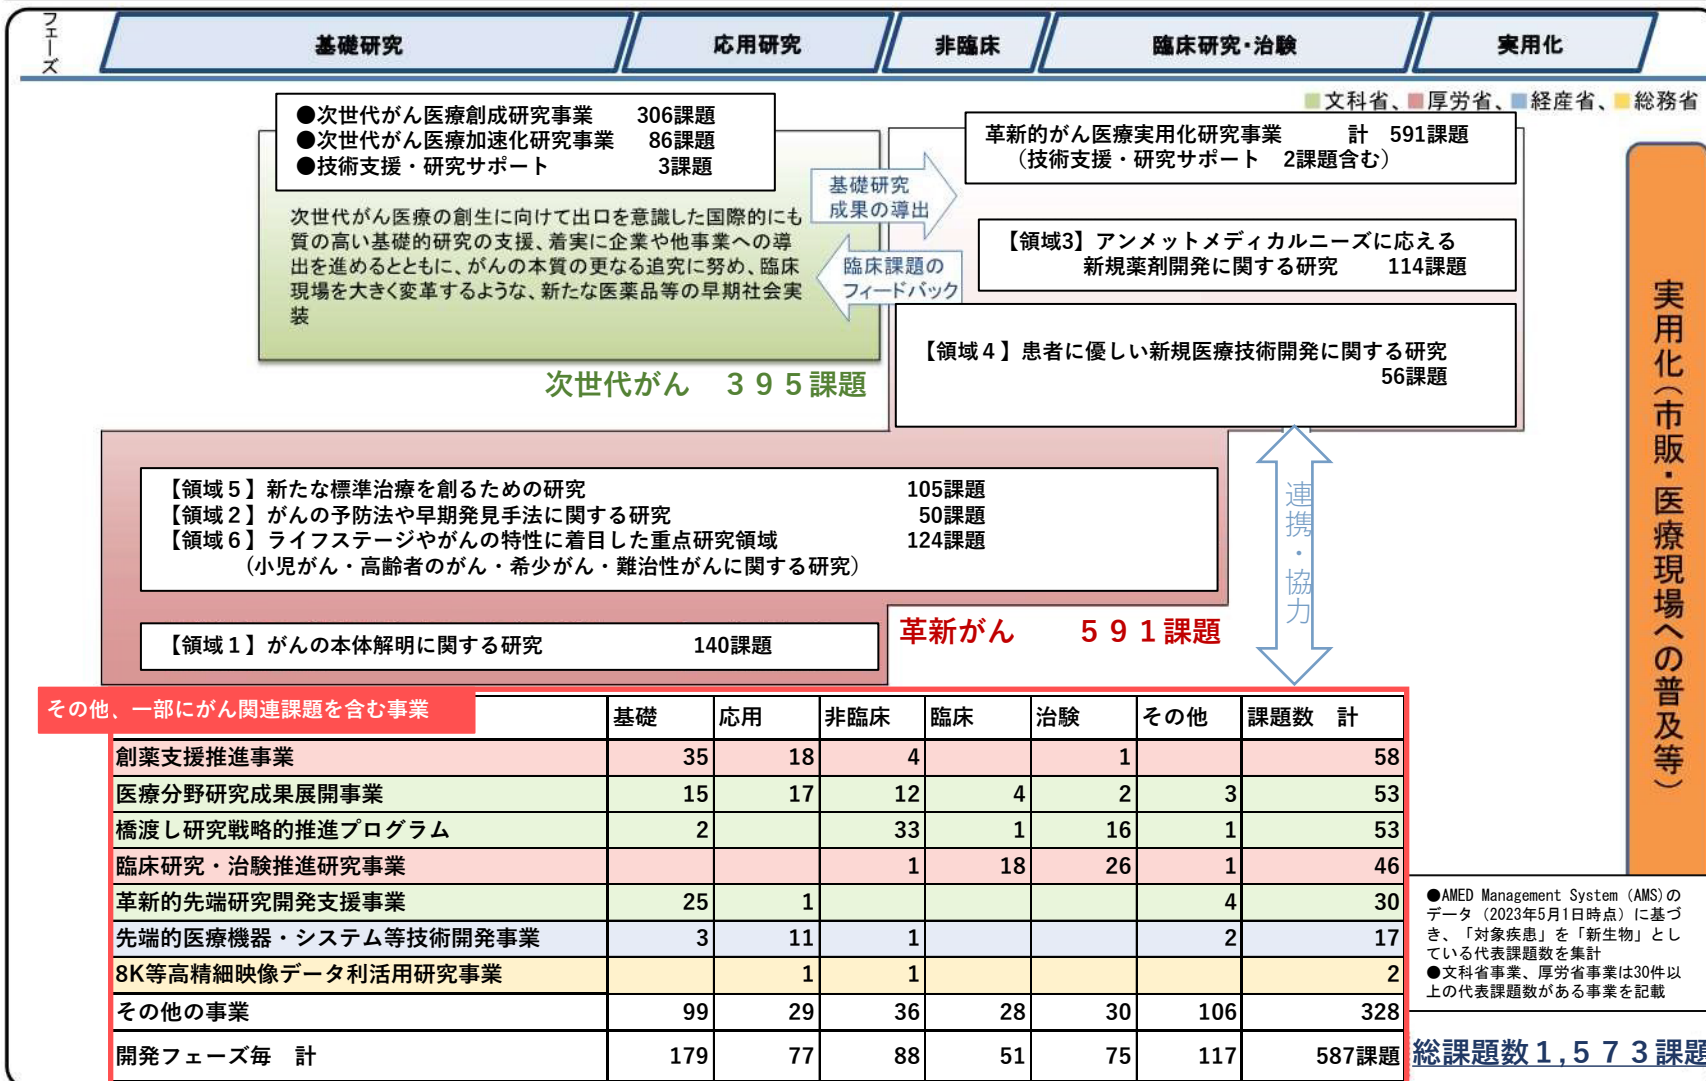 フェーズ
基礎研究
応用研究
非臨床
臨床研究・治験
実用化
■文科省、■厚労省、■経産省、■総務省
●次世代がん医療創成研究事業 306課題
●次世代がん医療加速化研究事業 86課題
●技術支援・研究サポート 3課題
次世代がん医療の創生に向けて出口を意識した国際的にも
質の高い基礎的研究の支援、着実に企業や他事業への導
出を進めるとともに、がんの本質の更なる追究に努め、臨床
現場を大きく変革するような、新たな医薬品等の早期社会実
装
次世代がん 395課題
基礎研究
成果の導出
臨床課題の
フィードバック
革新的がん医療実用化研究事業 計 591課題
（技術支援・研究サポート 2課題含む）
【領域3】アンメットメディカルニーズに応える
新規薬剤開発に関する研究 114課題
【領域４】患者に優しい新規医療技術開発に関する研究
56課題
【領域５】新たな標準治療を創るための研究 105課題
【領域２】がんの予防法や早期発見手法に関する研究 50課題
【領域６】ライフステージやがんの特性に着目した重点研究領域 124課題
（小児がん・高齢者のがん・希少がん・難治性がんに関する研究）
【領域１】がんの本体解明に関する研究 140課題
革新がん ５９１課題
連携・協力
実用化（市販・医療現場への普及等）
その他、一部にがん関連課題を含む事業
基礎 応用 非臨床 臨床 治験 その他 課題数 計
創薬支援推進事業 35 18 4 1 58
医療分野研究成果展開事業 15 17 12 4 2 3 53
橋渡し研究戦略的推進プログラム 2 33 1 16 1 53
臨床研究・治験推進研究事業 1 18 26 1 46
革新的先端研究開発支援事業 25 1 4 30
先端的医療機器・システム等技術開発事業 3 11 1 2 17
8K等高精細映像データ利活用研究事業 1 1 2
その他の事業 99 29 36 28 30 106 328
開発フェーズ毎 計 179 77 88 51 75 117 587課題
●AMED Management System (AMS)の
データ（2023年5月1日時点）に基づ
き、「対象疾患」を「新生物」とし
ている代表課題数を集計
●文科省事業、厚労省事業は30件以
上の代表課題数がある事業を記載
総課題数１,５７３課題